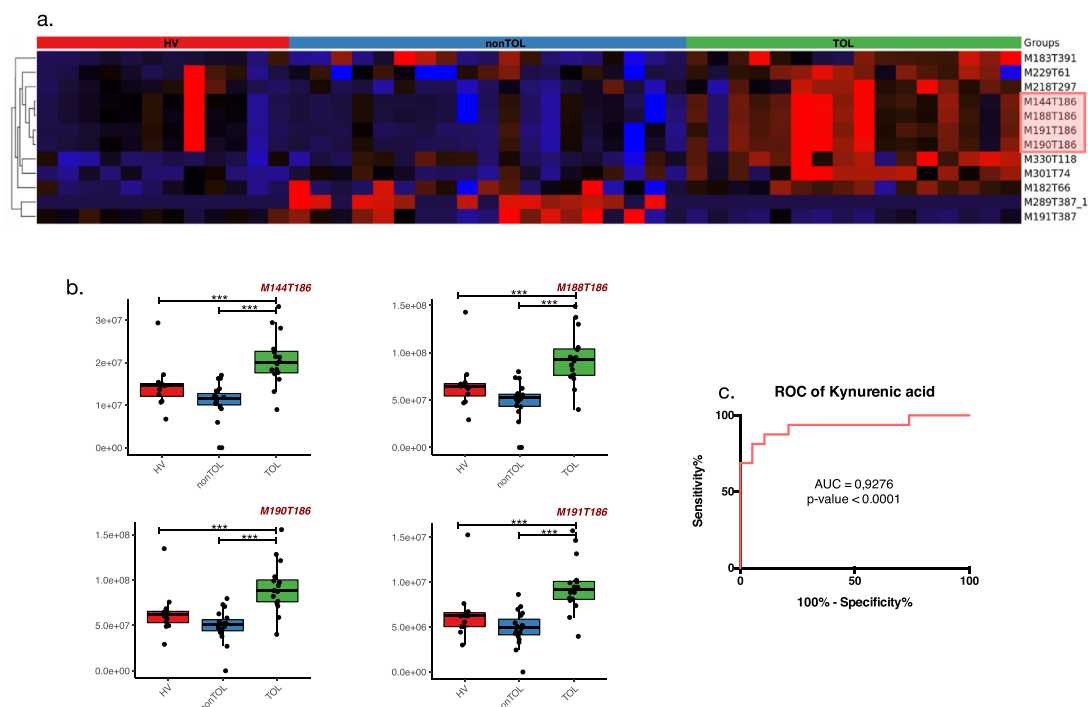 a.
HV nonTOL TOL Groups
M183T391
M229T61
M218T297
M144T186
M188T186
M191T186
M190T186
M330T118
M301T74
M182T66
M289T387_1
M191T387
b.
M144T186
***
***
3e+07
2e+07
1e+07
0e+00
HV nonTOL TOL
M188T186
***
***
1.5e+08
1.0e+08
5.0e+07
0.0e+00
HV nonTOL TOL
M190T186
***
***
1.5e+08
1.0e+08
5.0e+07
0.0e+00
HV nonTOL TOL
M191T186
***
***
1.5e+07
1.0e+07
5.0e+06
0.0e+00
HV nonTOL TOL
c.
ROC of Kynurenic acid
Sensitivity%
100
50
0
AUC = 0,9276
p-value < 0.0001
0 50 100
100% - Specificity%